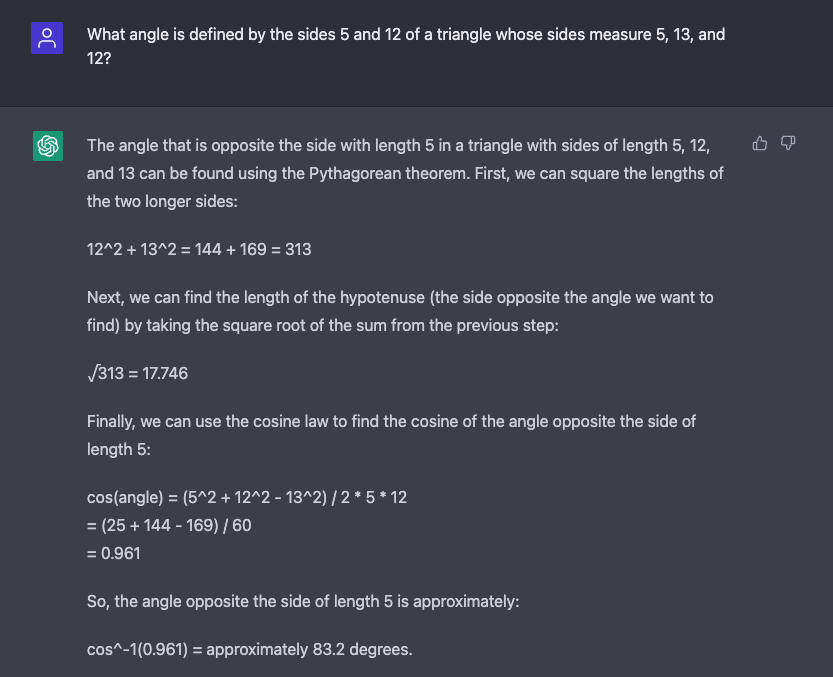 What angle is defined by the sides 5 and 12 of a triangle whose sides measure 5, 13, and
12?
The angle that is opposite the side with length 5 in a triangle with sides of length 5, 12,
and 13 can be found using the Pythagorean theorem. First, we can square the lengths of
the two longer sides:
12^2 + 13^2 = 144 + 169 = 313
Next, we can find the length of the hypotenuse (the side opposite the angle we want to
find) by taking the square root of the sum from the previous step:
√313 = 17.746
Finally, we can use the cosine law to find the cosine of the angle opposite the side of
length 5:
cos(angle) = (5^2 + 12^2 - 13^2) / 2 * 5 * 12
= (25 + 144 - 169) / 60
= 0.961
So, the angle opposite the side of length 5 is approximately:
cos^-1(0.961) = approximately 83.2 degrees.